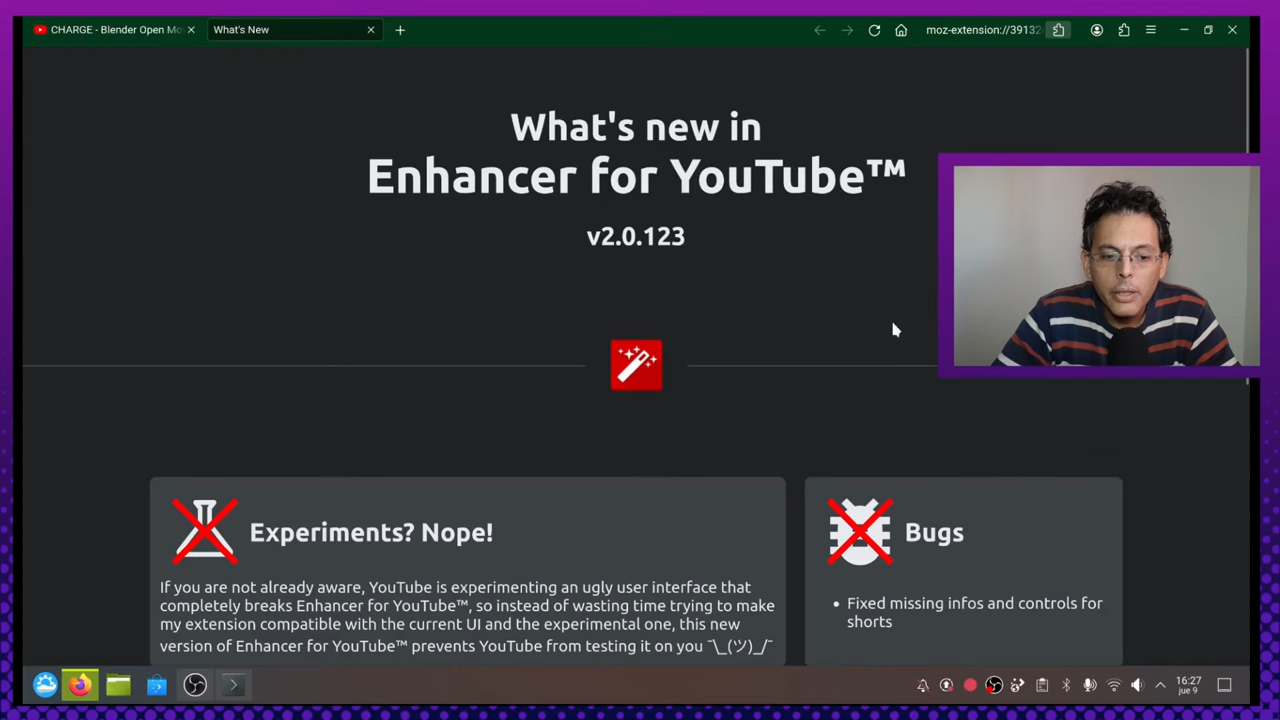 CHARGE - Blender Open Mo
What's New
moz-extension://39132
What's new in
Enhancer for YouTube™
v2.0.123
Experiments? Nope!
If you are not already aware, YouTube is experimenting an ugly user interface that
completely breaks Enhancer for YouTube™, so instead of wasting time trying to make
my extension compatible with the current UI and the experimental one, this new
version of Enhancer for YouTube™ prevents YouTube from testing it on you ¯\_(ツ)_/¯
Bugs
• Fixed missing infos and controls for
shorts
16:27
jue 9